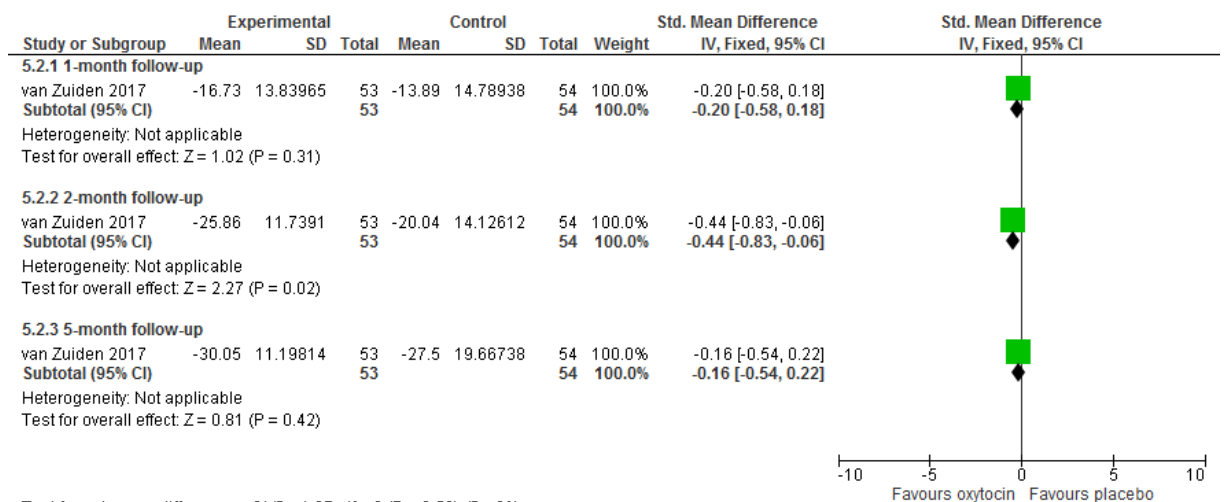 Experimental Control Std. Mean Difference Std. Mean Difference
Study or Subgroup Mean SD Total Mean SD Total Weight IV, Fixed, 95% CI IV, Fixed, 95% CI
5.2.1 1-month follow-up
van Zuiden 2017 -16.73 13.83965 53 -13.89 14.78938 54 100.0% -0.20 [-0.58, 0.18]
Subtotal (95% CI) 53 54 100.0% -0.20 [-0.58, 0.18]
Heterogeneity: Not applicable
Test for overall effect: Z = 1.02 (P = 0.31)
5.2.2 2-month follow-up
van Zuiden 2017 -25.86 11.7391 53 -20.04 14.12612 54 100.0% -0.44 [-0.83, -0.06]
Subtotal (95% CI) 53 54 100.0% -0.44 [-0.83, -0.06]
Heterogeneity: Not applicable
Test for overall effect: Z = 2.27 (P = 0.02)
5.2.3 5-month follow-up
van Zuiden 2017 -30.05 11.19814 53 -27.5 19.66738 54 100.0% -0.16 [-0.54, 0.22]
Subtotal (95% CI) 53 54 100.0% -0.16 [-0.54, 0.22]
Heterogeneity: Not applicable
Test for overall effect: Z = 0.81 (P = 0.42)
-10 -5 0 5 10
Favours oxytocin Favours placebo